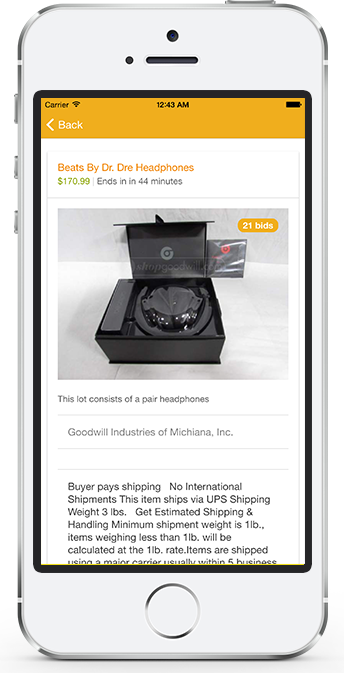 Carrier 12:43 AM
Back
Beats By Dr. Dre Headphones
$170.99 | Ends in in 44 minutes
21 bids
shopgoodwill.co
This lot consists of a pair headphones
Goodwill Industries of Michiana, Inc.
Buyer pays shipping No International
Shipments This item ships via UPS Shipping
Weight 3 lbs. Get Estimated Shipping &
Handling Minimum shipment weight is 1lb.,
items weighing less than 1lb. will be
calculated at the 1lb. rate.Items are shipped
using a major carrier usually within 5 business